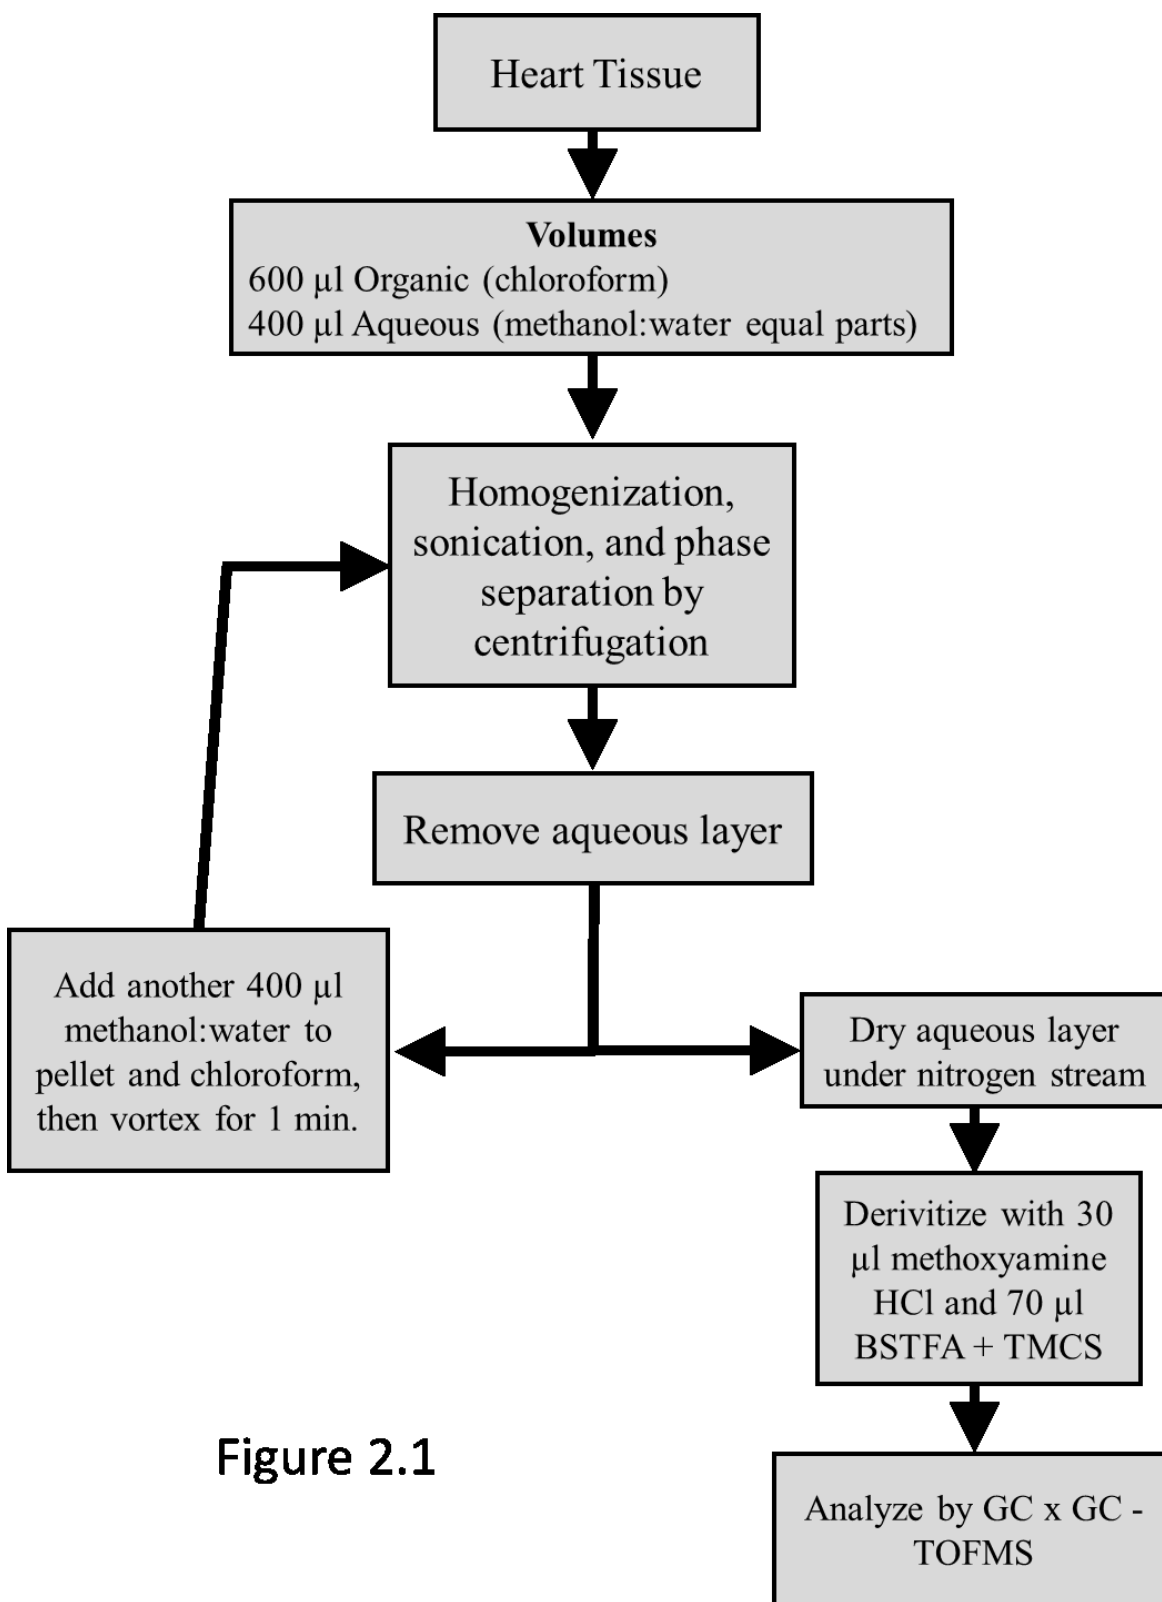 Heart Tissue
Volumes
600 µl Organic (chloroform)
400 µl Aqueous (methanol:water equal parts)
Homogenization,
sonication, and phase
separation by
centrifugation
Remove aqueous layer
Add another 400 µl
methanol:water to
pellet and chloroform,
then vortex for 1 min.
Dry aqueous layer
under nitrogen stream
Derivitize with 30
µl methoxyamine
HCl and 70 µl
BSTFA + TMCS
Analyze by GC x GC -
TOFMS
Figure 2.1